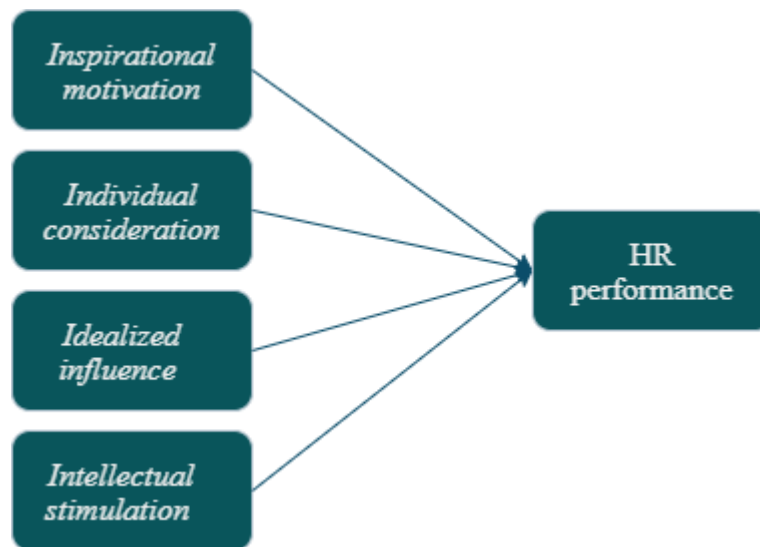 Inspirational
motivation
Individual
consideration
Idealized
influence
Intellectual
stimulation
HR
performance